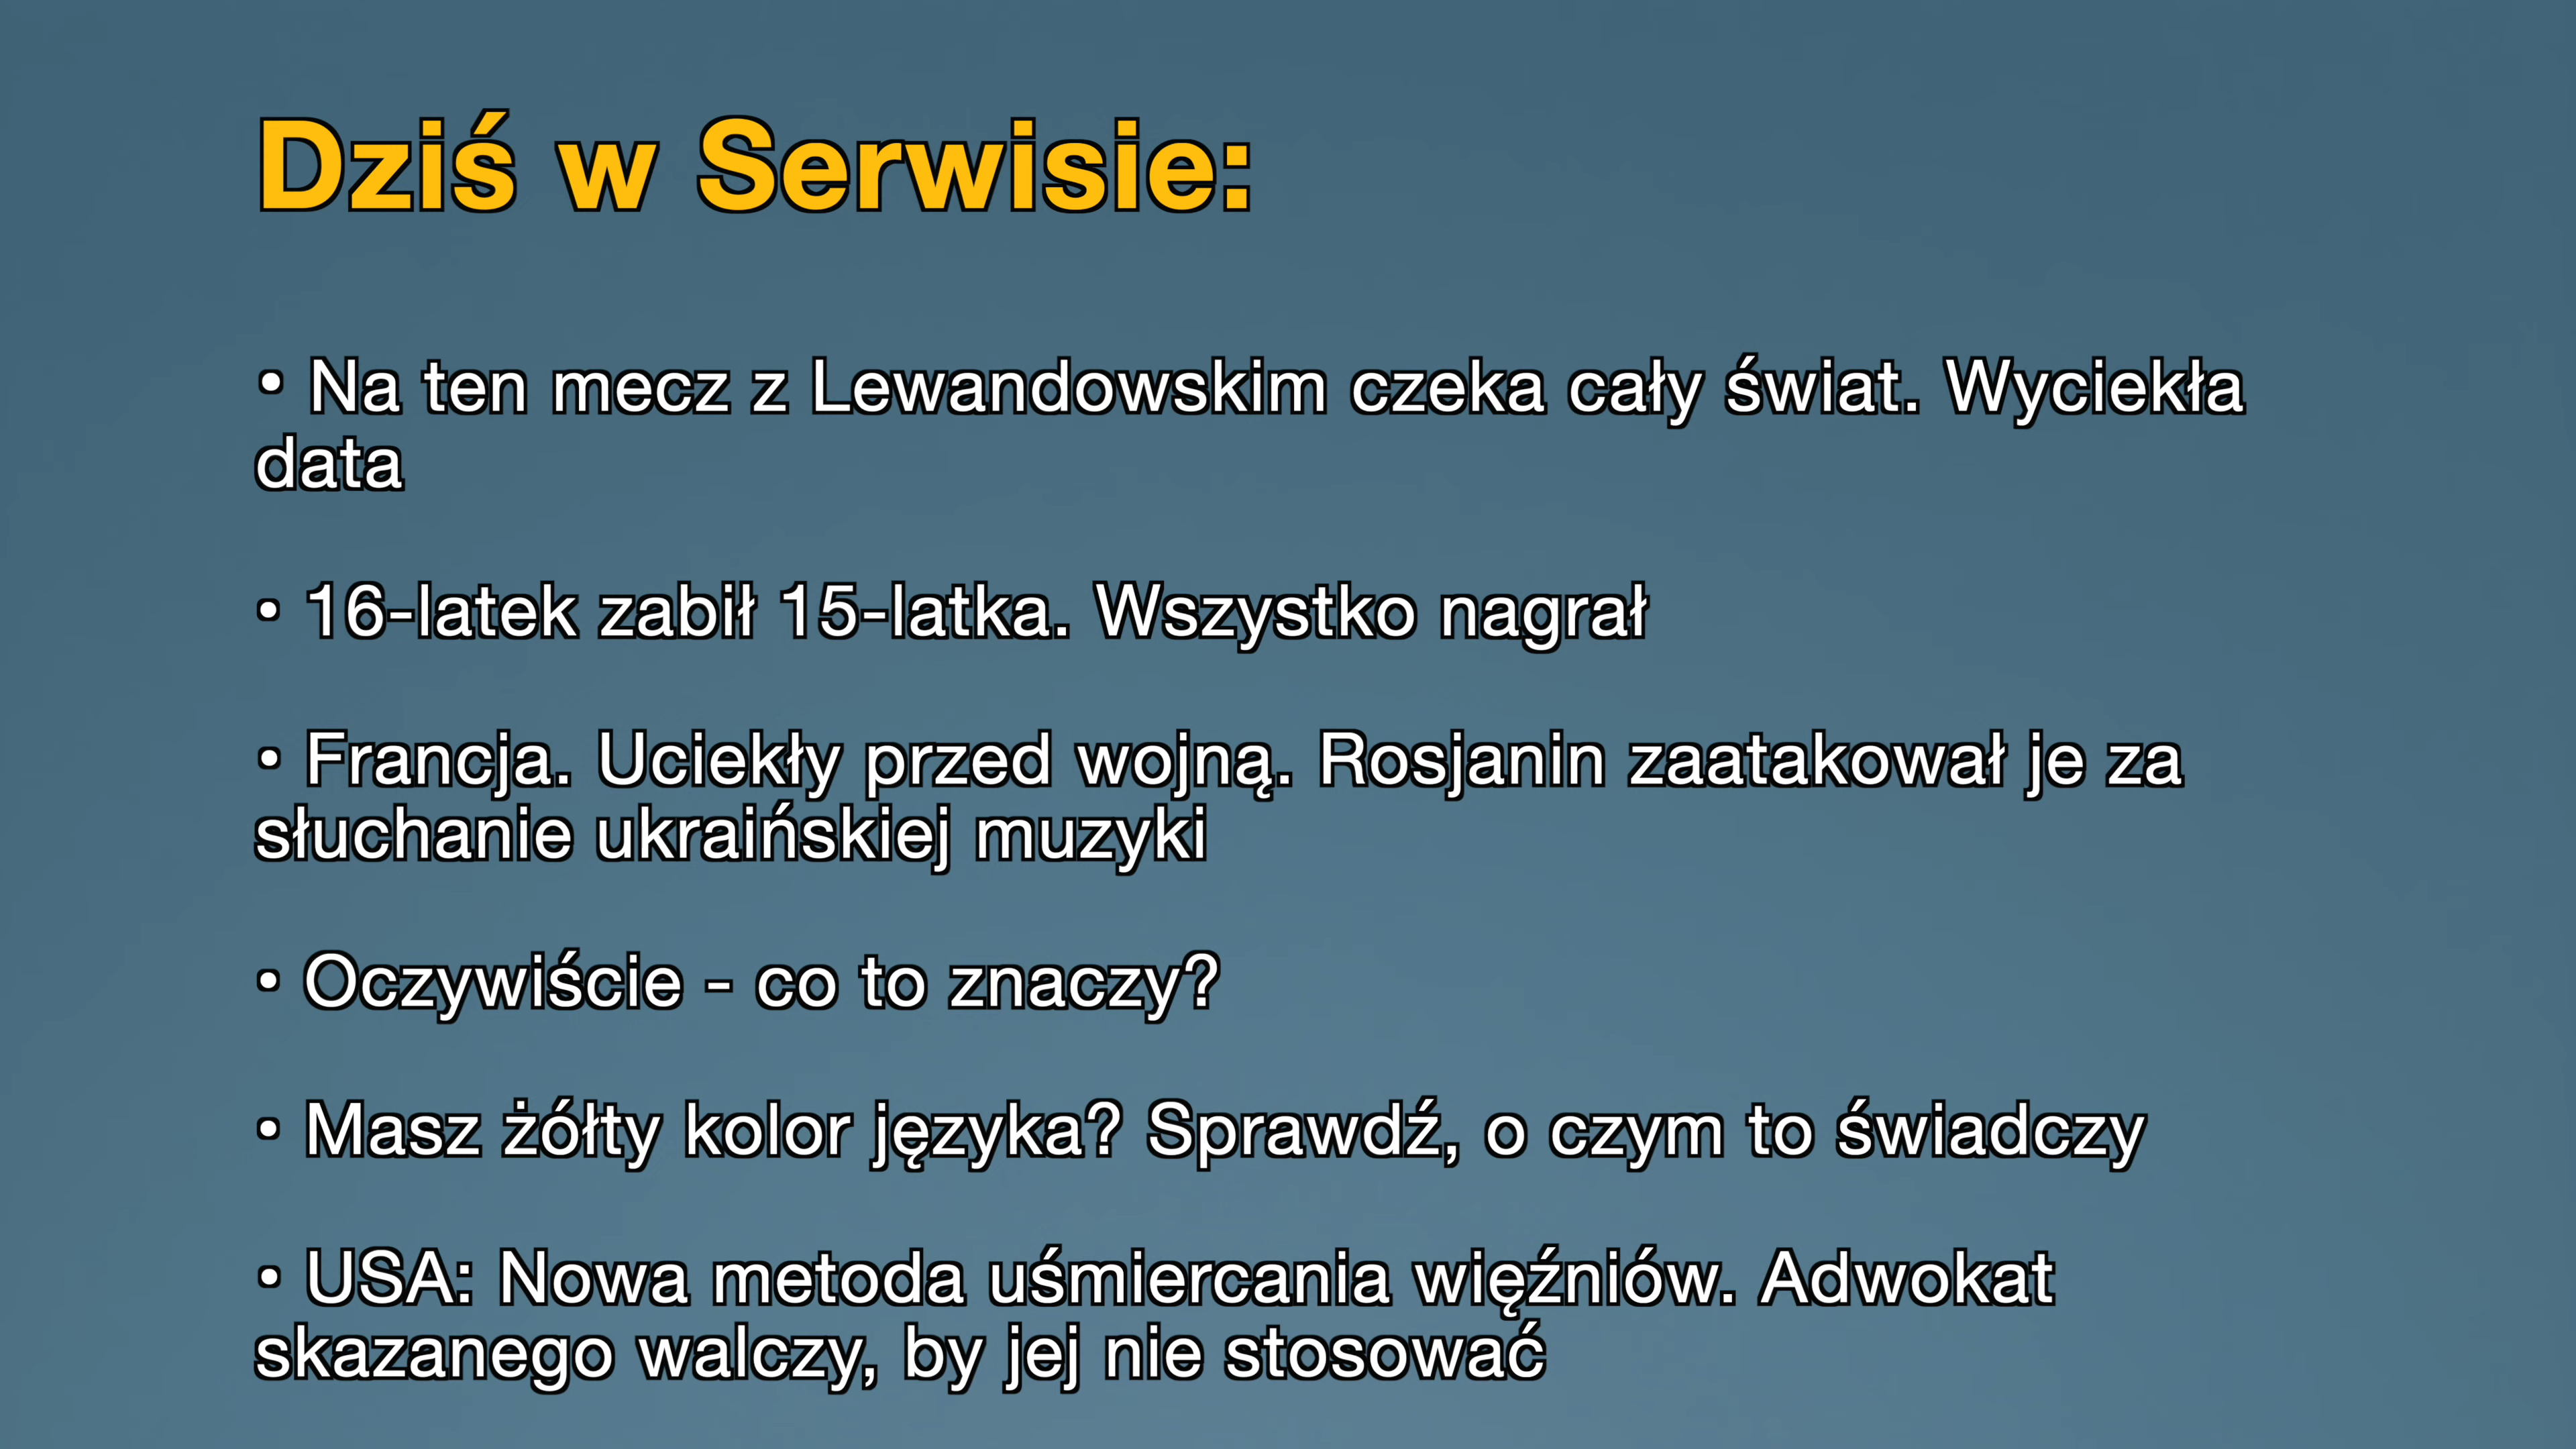 Dziś w Serwisie:
• Na ten mecz z Lewandowskim czeka cały świat. Wyciekła
data
• 16-latek zabił 15-latka. Wszystko nagrał
• Francja. Uciekły przed wojną. Rosjanin zaatakował je za
słuchanie ukraińskiej muzyki
• Oczywiście - co to znaczy?
• Masz żółty kolor języka? Sprawdź, o czym to świadczy
• USA: Nowa metoda uśmiercania więźniów. Adwokat
skazanego walczy, by jej nie stosować